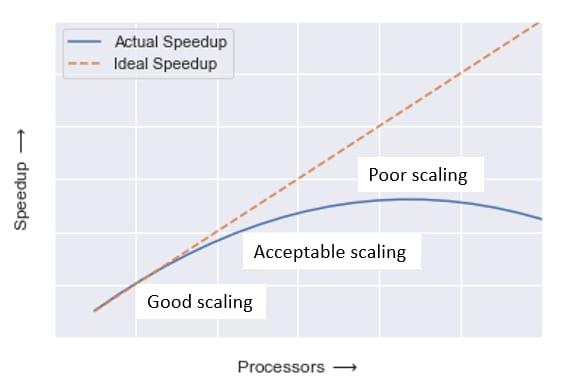 Actual Speedup
Ideal Speedup
Poor scaling
Acceptable scaling
Good scaling
Speedup →
Processors →